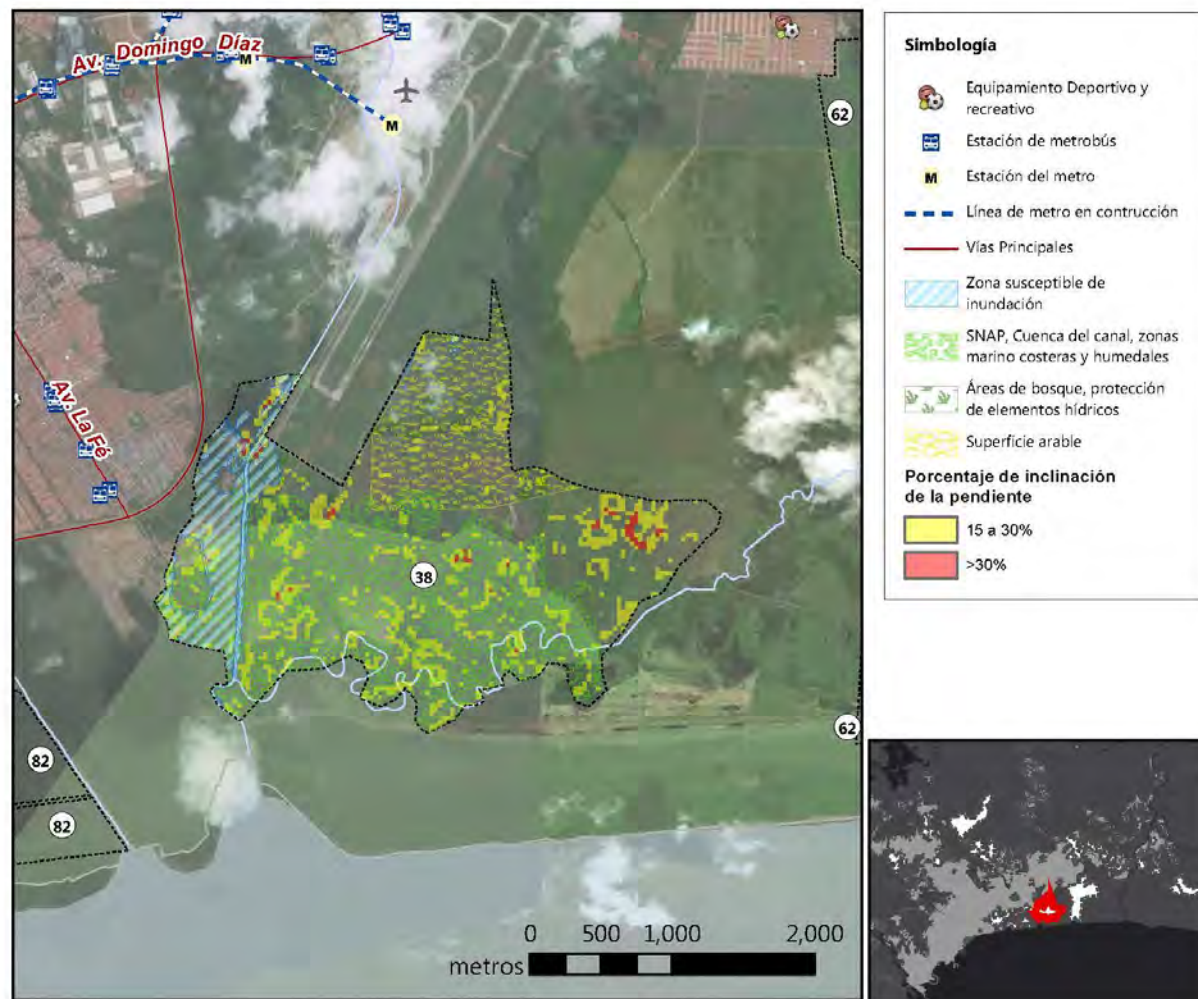 Av. Domingo Díaz
M
M
62
Av. La Fé
38
62
82
82
0 500 1,000 2,000
metros
Simbología
Equipamiento Deportivo y
recreativo
Estación de metrobús
M
Estación del metro
Línea de metro en contrucción
Vías Principales
Zona susceptible de
inundación
SNAP, Cuenca del canal, zonas
marino costeras y humedales
Áreas de bosque, protección
de elementos hídricos
Superficie arable
Porcentaje de inclinación
de la pendiente
15 a 30%
>30%